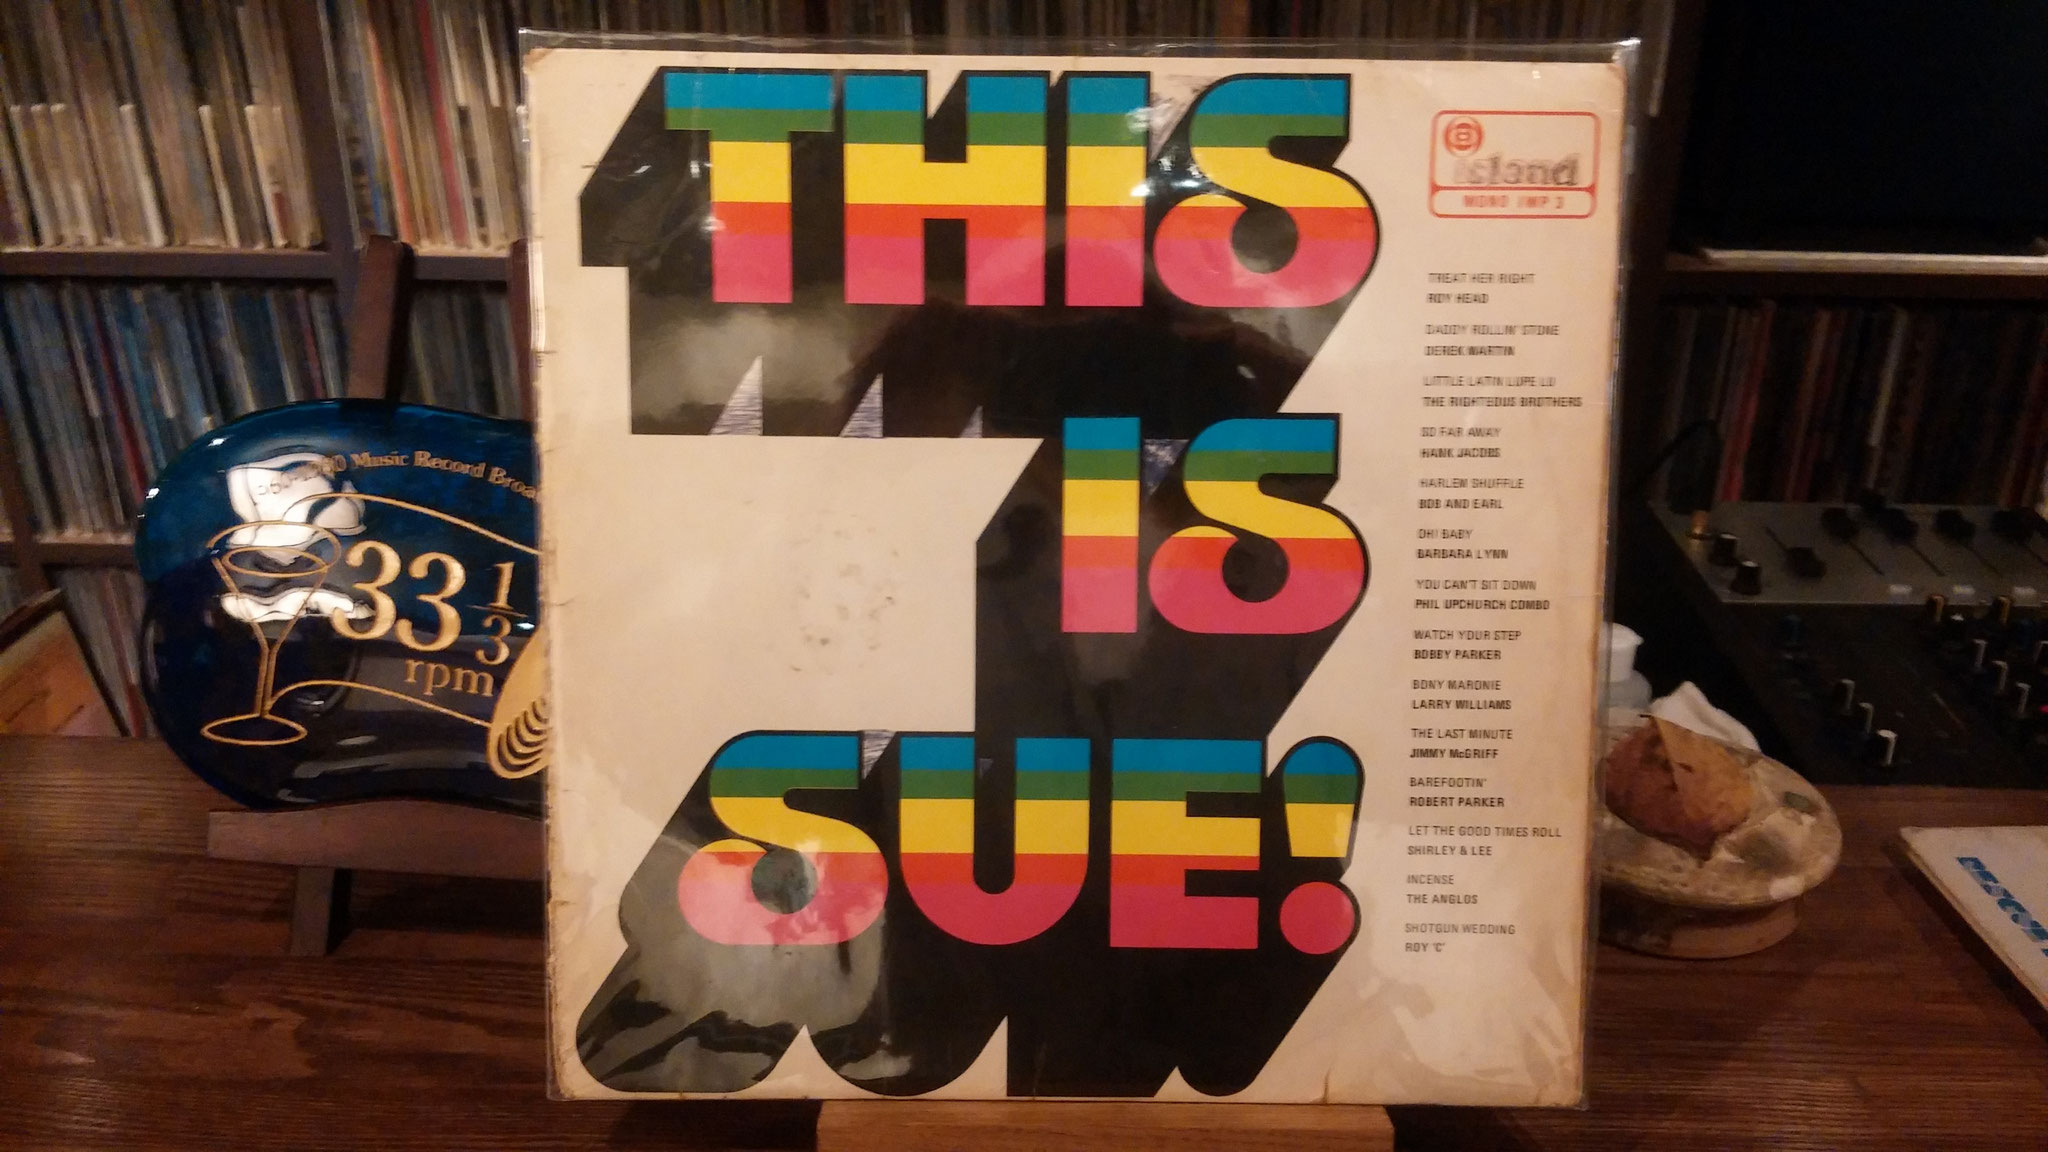 THIS
IS
SUE!
island
MONO IWP 3
TREAT HER RIGHT
ROY HEAD
DADDY ROLLIN' STONE
DEREK MARTIN
LITTLE LATIN LUPE LU
THE RIGHTEOUS BROTHERS
SO FAR AWAY
HANK JACOBS
HARLEM SHUFFLE
BOB AND EARL
OH! BABY
BARBARA LYNN
YOU CAN'T SIT DOWN
PHIL UPCHURCH COMBO
WATCH YOUR STEP
BOBBY PARKER
BONY MARONIE
LARRY WILLIAMS
THE LAST MINUTE
JIMMY McGRIFF
BAREFOOTIN'
ROBERT PARKER
LET THE GOOD TIMES ROLL
SHIRLEY & LEE
INCENSE
THE ANGLOS
SHOTGUN WEDDING
ROY 'C'
Music Record
33 1/3
rpm